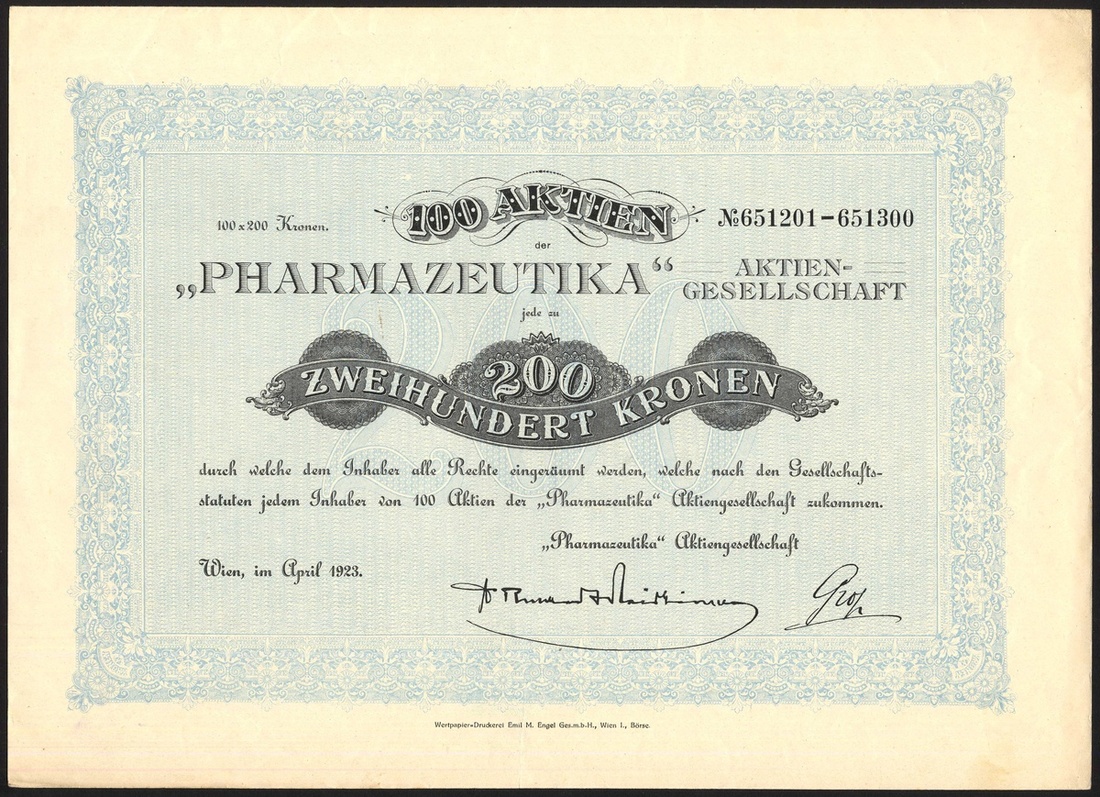 100 x 200 Kronen.
100 AKTIEN
№651201-651300
der
„PHARMAZEUTIKA“ AKTIEN-
GESELLSCHAFT
jede zu
200
ZWEIHUNDERT KRONEN
durch welche dem Inhaber alle Rechte eingeräumt werden, welche nach den Gesellschafts-
statuten jedem Inhaber von 100 Aktien der „Pharmazeutika“ Aktiengesellschaft zukommen.
„Pharmazeutika“ Aktiengesellschaft
Wien, im April 1923.
Wertpapier=Druckerei Emil M. Engel Ges.m.b-H., Wien I., Börse.